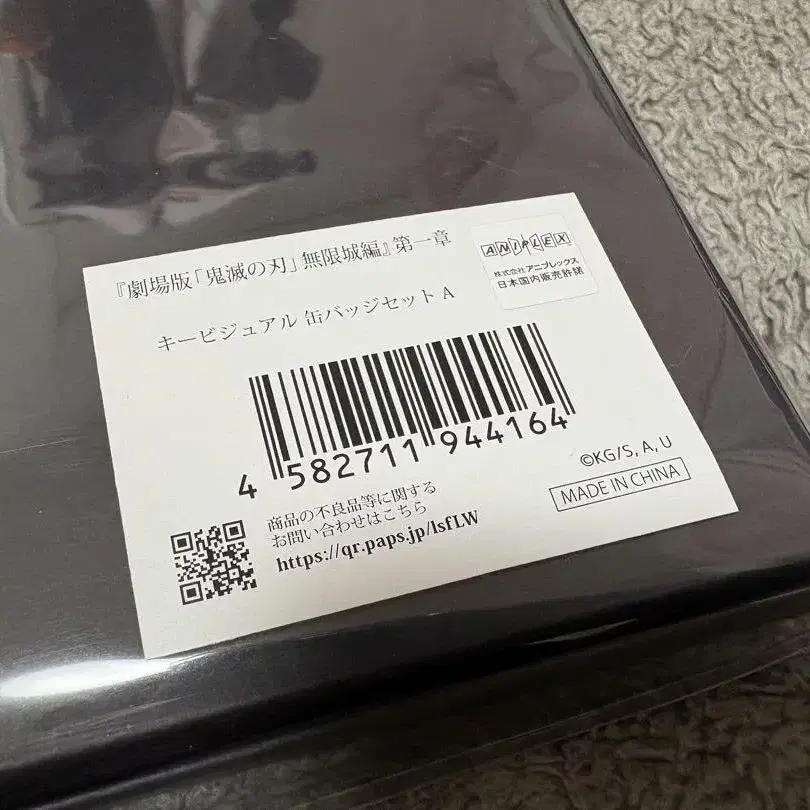 『劇場版「鬼滅の刃」無限城編』第一章
キービジュアル 缶バッジセット A
ANIPLEX
株式会社アニプレックス
日本国内販売許諾
4 582711 944164
©KG/S, A, U
MADE IN CHINA
商品の不良品等に関する
お問い合わせはこちら
https://qr.paps.jp/lsfLW